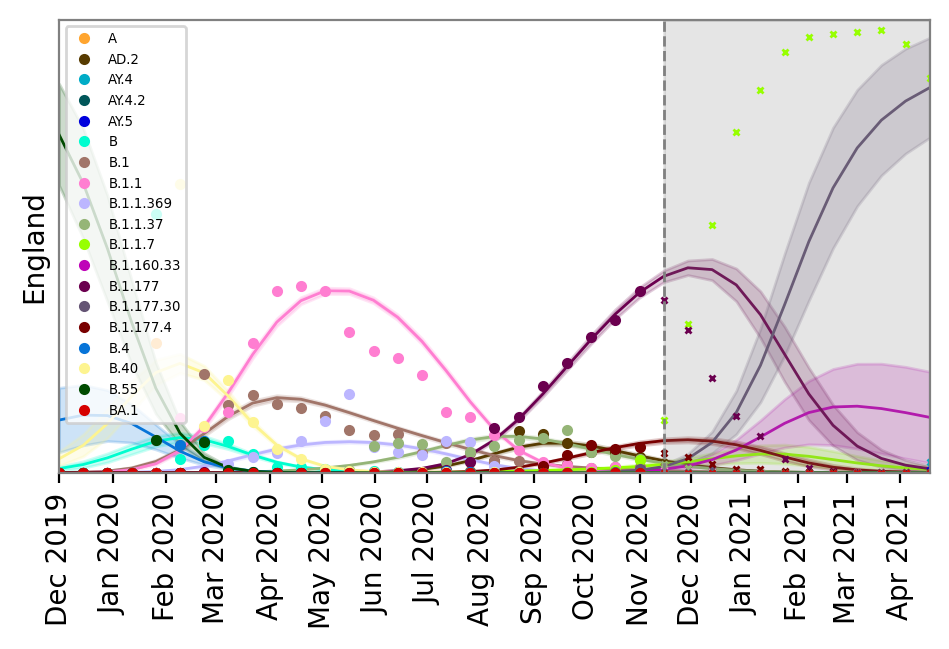 England
A
AD.2
AY.4
AY.4.2
AY.5
B
B.1
B.1.1
B.1.1.369
B.1.1.37
B.1.1.7
B.1.160.33
B.1.177
B.1.177.30
B.1.177.4
B.4
B.40
B.55
BA.1
Dec 2019
Jan 2020
Feb 2020
Mar 2020
Apr 2020
May 2020
Jun 2020
Jul 2020
Aug 2020
Sep 2020
Oct 2020
Nov 2020
Dec 2020
Jan 2021
Feb 2021
Mar 2021
Apr 2021